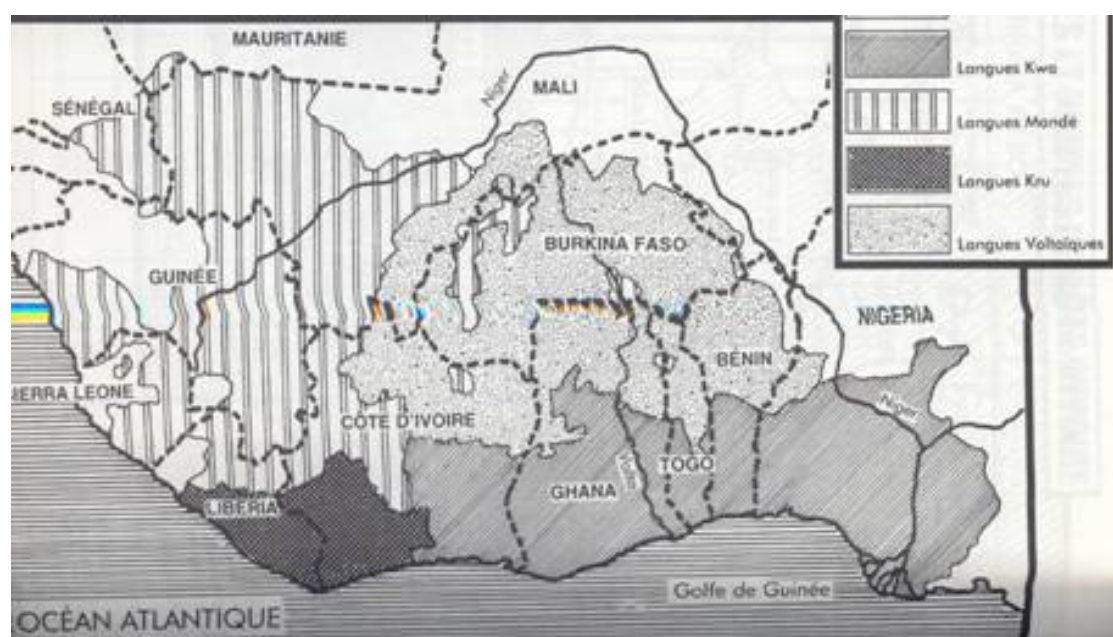 MAURITANIE
Langues Kwa
Niger
MALI
SÉNÉGAL
Langues Mandé
Langues Kru
BURKINA FASO
Langues Voltaïques
GUINÉE
NIGERIA
BÉNIN
IERRA LEONE
CÔTE D'IVOIRE
Niger
Volta
TOGO
GHANA
LIBERIA
Golfe de Guinée
OCÉAN ATLANTIQUE